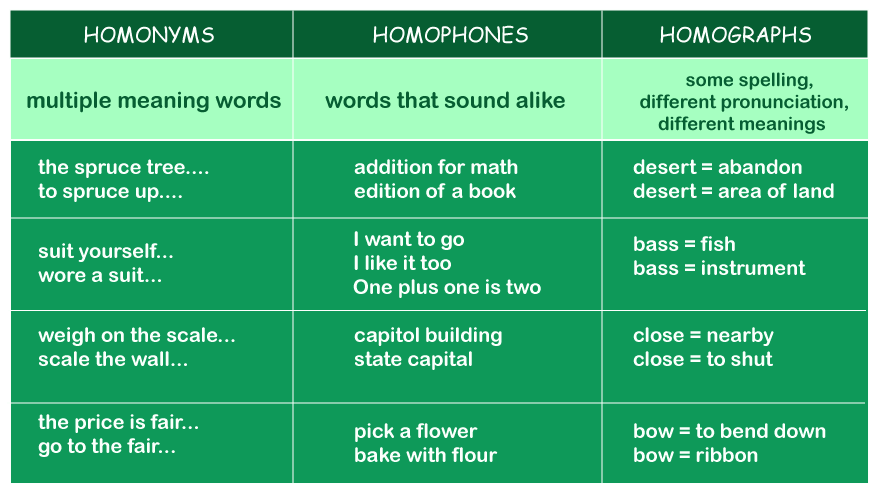 HOMONYMS
HOMOPHONES
HOMOGRAPHS
multiple meaning words
words that sound alike
some spelling,
different pronunciation,
different meanings
the spruce tree....
to spruce up....
addition for math
edition of a book
desert = abandon
desert = area of land
suit yourself...
wore a suit...
I want to go
I like it too
One plus one is two
bass = fish
bass = instrument
weigh on the scale...
scale the wall...
capitol building
state capital
close = nearby
close = to shut
the price is fair...
go to the fair...
pick a flower
bake with flour
bow = to bend down
bow = ribbon